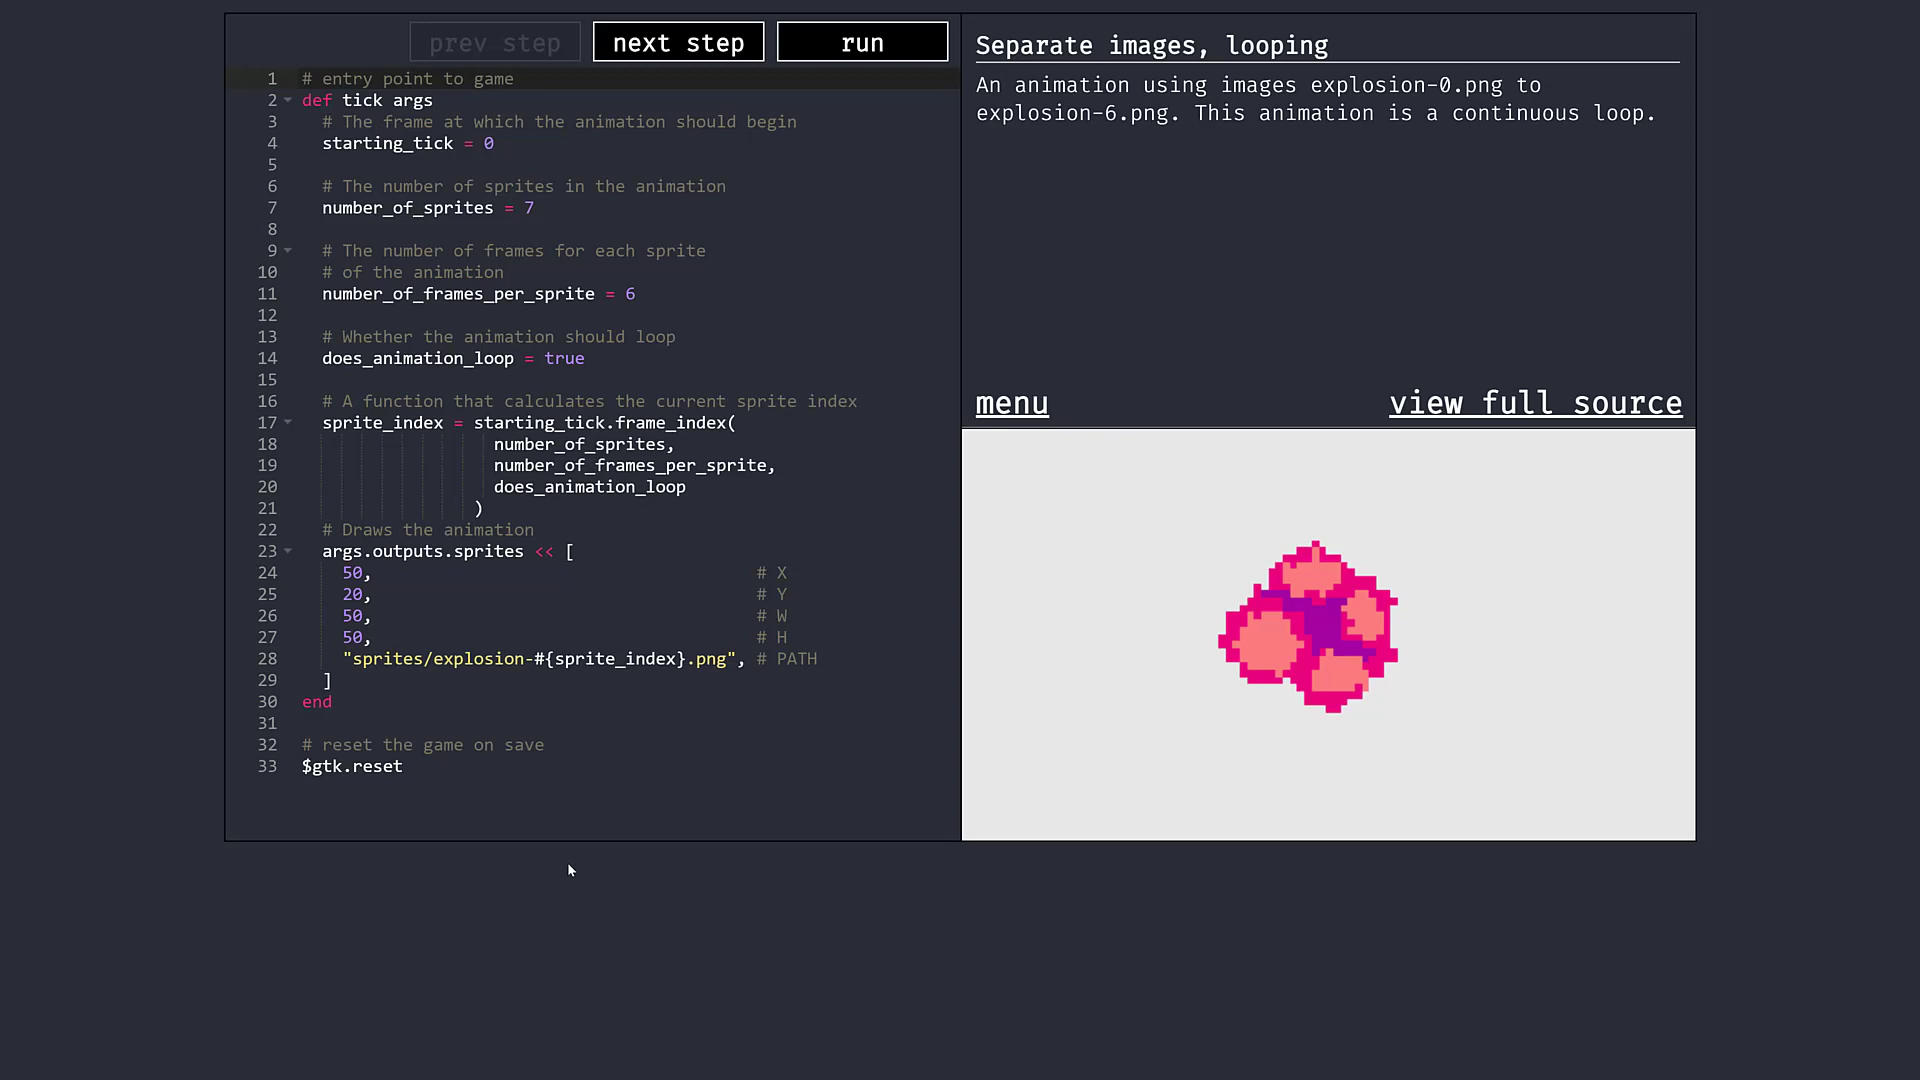 prev step
next step
run
1 # entry point to game
2 def tick args
3 # The frame at which the animation should begin
4 starting_tick = 0
5
6 # The number of sprites in the animation
7 number_of_sprites = 7
8
9 # The number of frames for each sprite
10 # of the animation
11 number_of_frames_per_sprite = 6
12
13 # Whether the animation should loop
14 does_animation_loop = true
15
16 # A function that calculates the current sprite index
17 sprite_index = starting_tick.frame_index(
18 number_of_sprites,
19 number_of_frames_per_sprite,
20 does_animation_loop
21 )
22 # Draws the animation
23 args.outputs.sprites << [
24 50, # X
25 20, # Y
26 50, # W
27 50, # H
28 "sprites/explosion-#{sprite_index}.png", # PATH
29 ]
30 end
31
32 # reset the game on save
33 $gtk.reset
Separate images, looping
An animation using images explosion-0.png to
explosion-6.png. This animation is a continuous loop.
menu
view full source